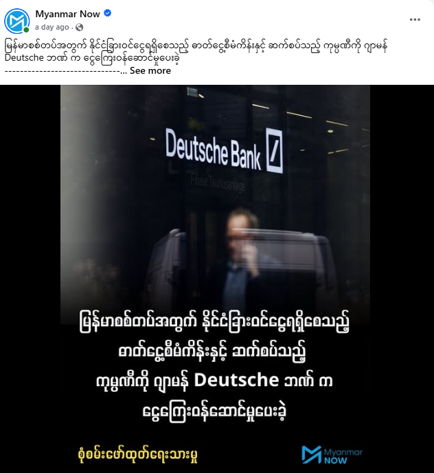 Myanmar Now
a day ago ·
မြန်မာစစ်တပ်အတွက် နိုင်ငံခြားဝင်ငွေရရှိစေသည့် ဓာတ်ငွေ့စီမံကိန်းနှင့် ဆက်စပ်သည့် ကုမ္ပဏီကို ဂျာမန်
Deutsche ဘဏ် က ငွေကြေးဝန်ဆောင်မှုပေးခဲ့
------------------------------... See more
Deutsche Bank
မြန်မာစစ်တပ်အတွက် နိုင်ငံခြားဝင်ငွေရရှိစေသည့်
ဓာတ်ငွေ့စီမံကိန်းနှင့် ဆက်စပ်သည့်
ကုမ္ပဏီကို ဂျာမန် Deutsche ဘဏ် က
ငွေကြေးဝန်ဆောင်မှုပေးခဲ့
စုံစမ်းဖော်ထုတ်ရေးသားမှု
Myanmar
NOW